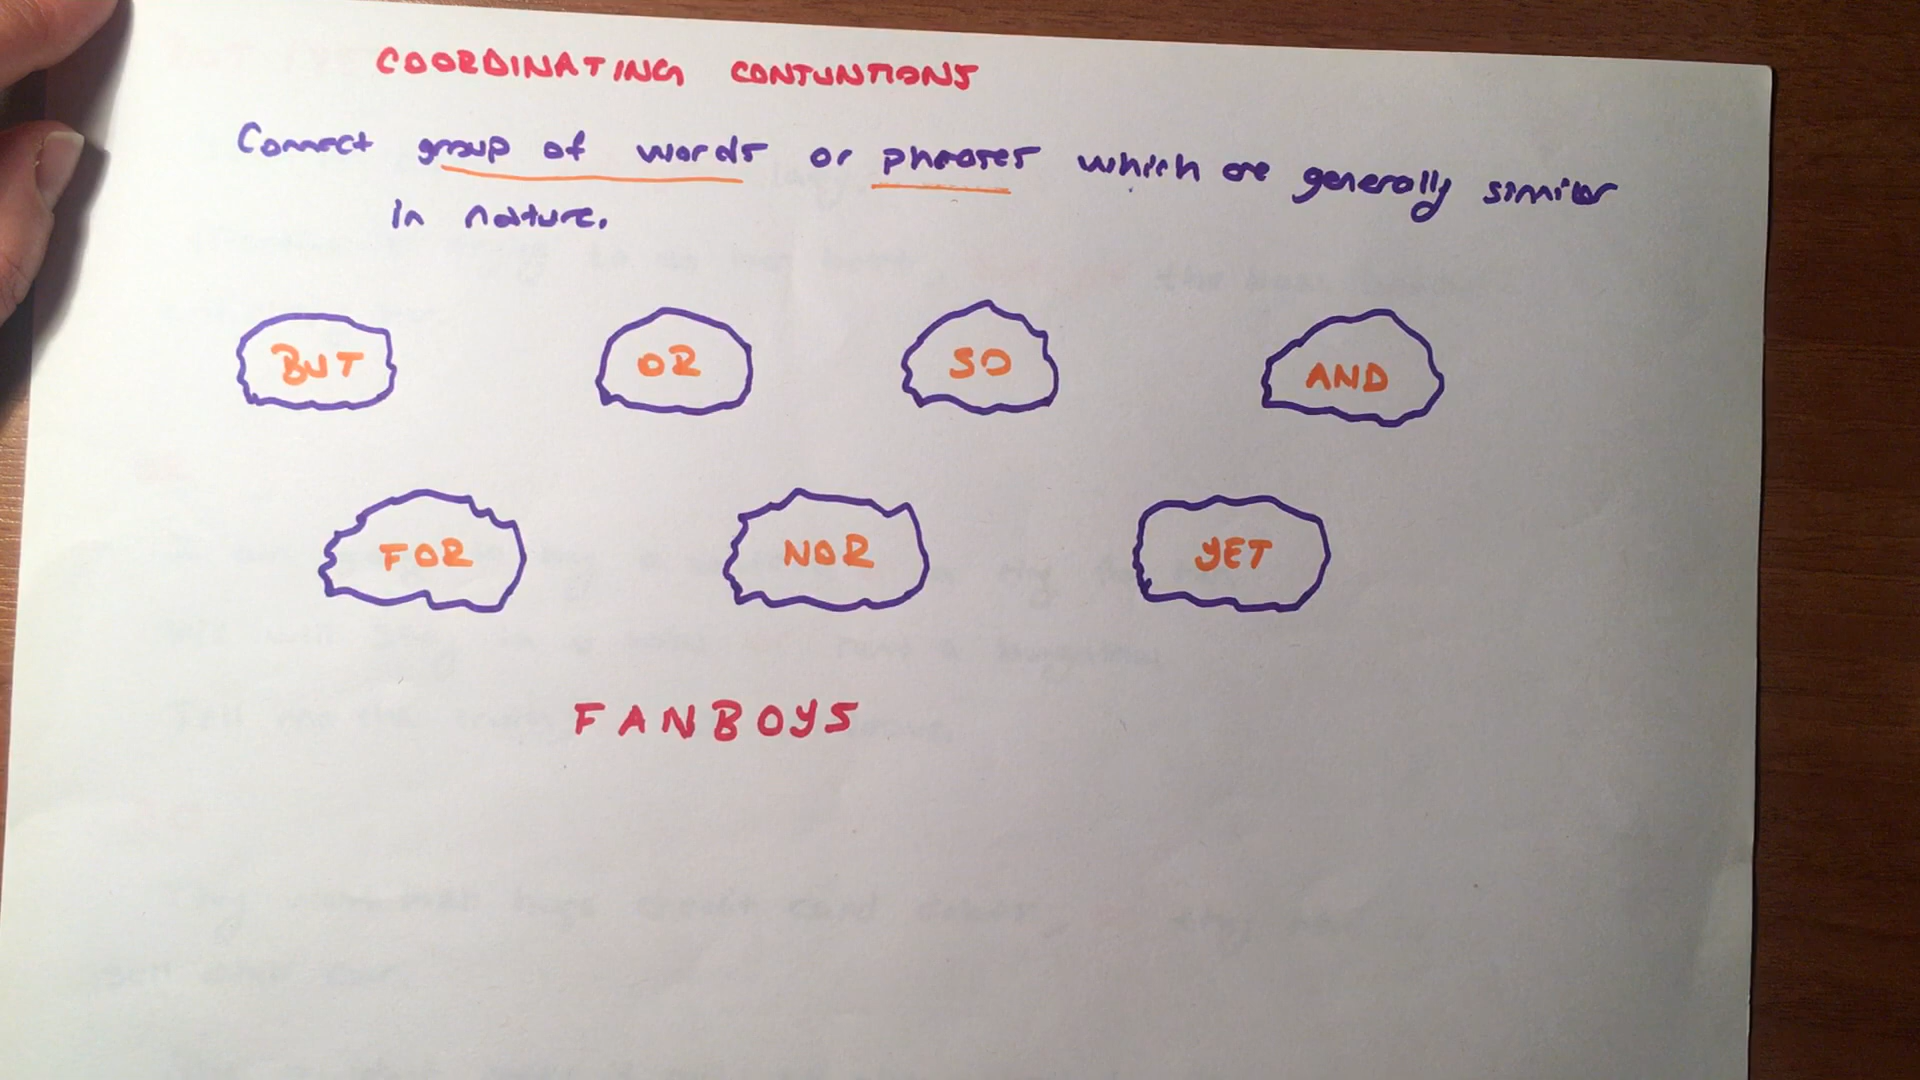 COORDINATING CONJUNTIONS
Connect group of words or phrases which are generally similar
in nature.
BUT OR SO AND
FOR NOR YET
FANBOYS